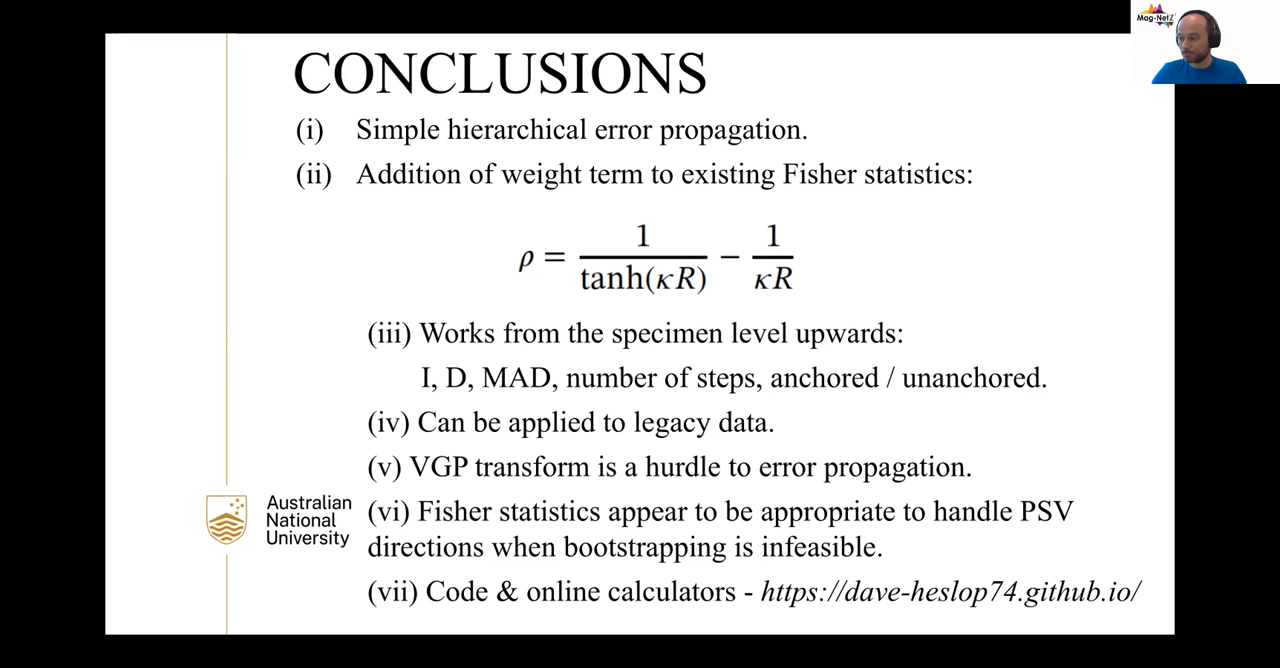 Mag-NetZ
CONCLUSIONS
(i) Simple hierarchical error propagation.
(ii) Addition of weight term to existing Fisher statistics:
ρ = 1/tanh(κR) − 1/κR
(iii) Works from the specimen level upwards:
I, D, MAD, number of steps, anchored / unanchored.
(iv) Can be applied to legacy data.
(v) VGP transform is a hurdle to error propagation.
Australian
National
University
(vi) Fisher statistics appear to be appropriate to handle PSV
directions when bootstrapping is infeasible.
(vii) Code & online calculators - https://dave-heslop74.github.io/